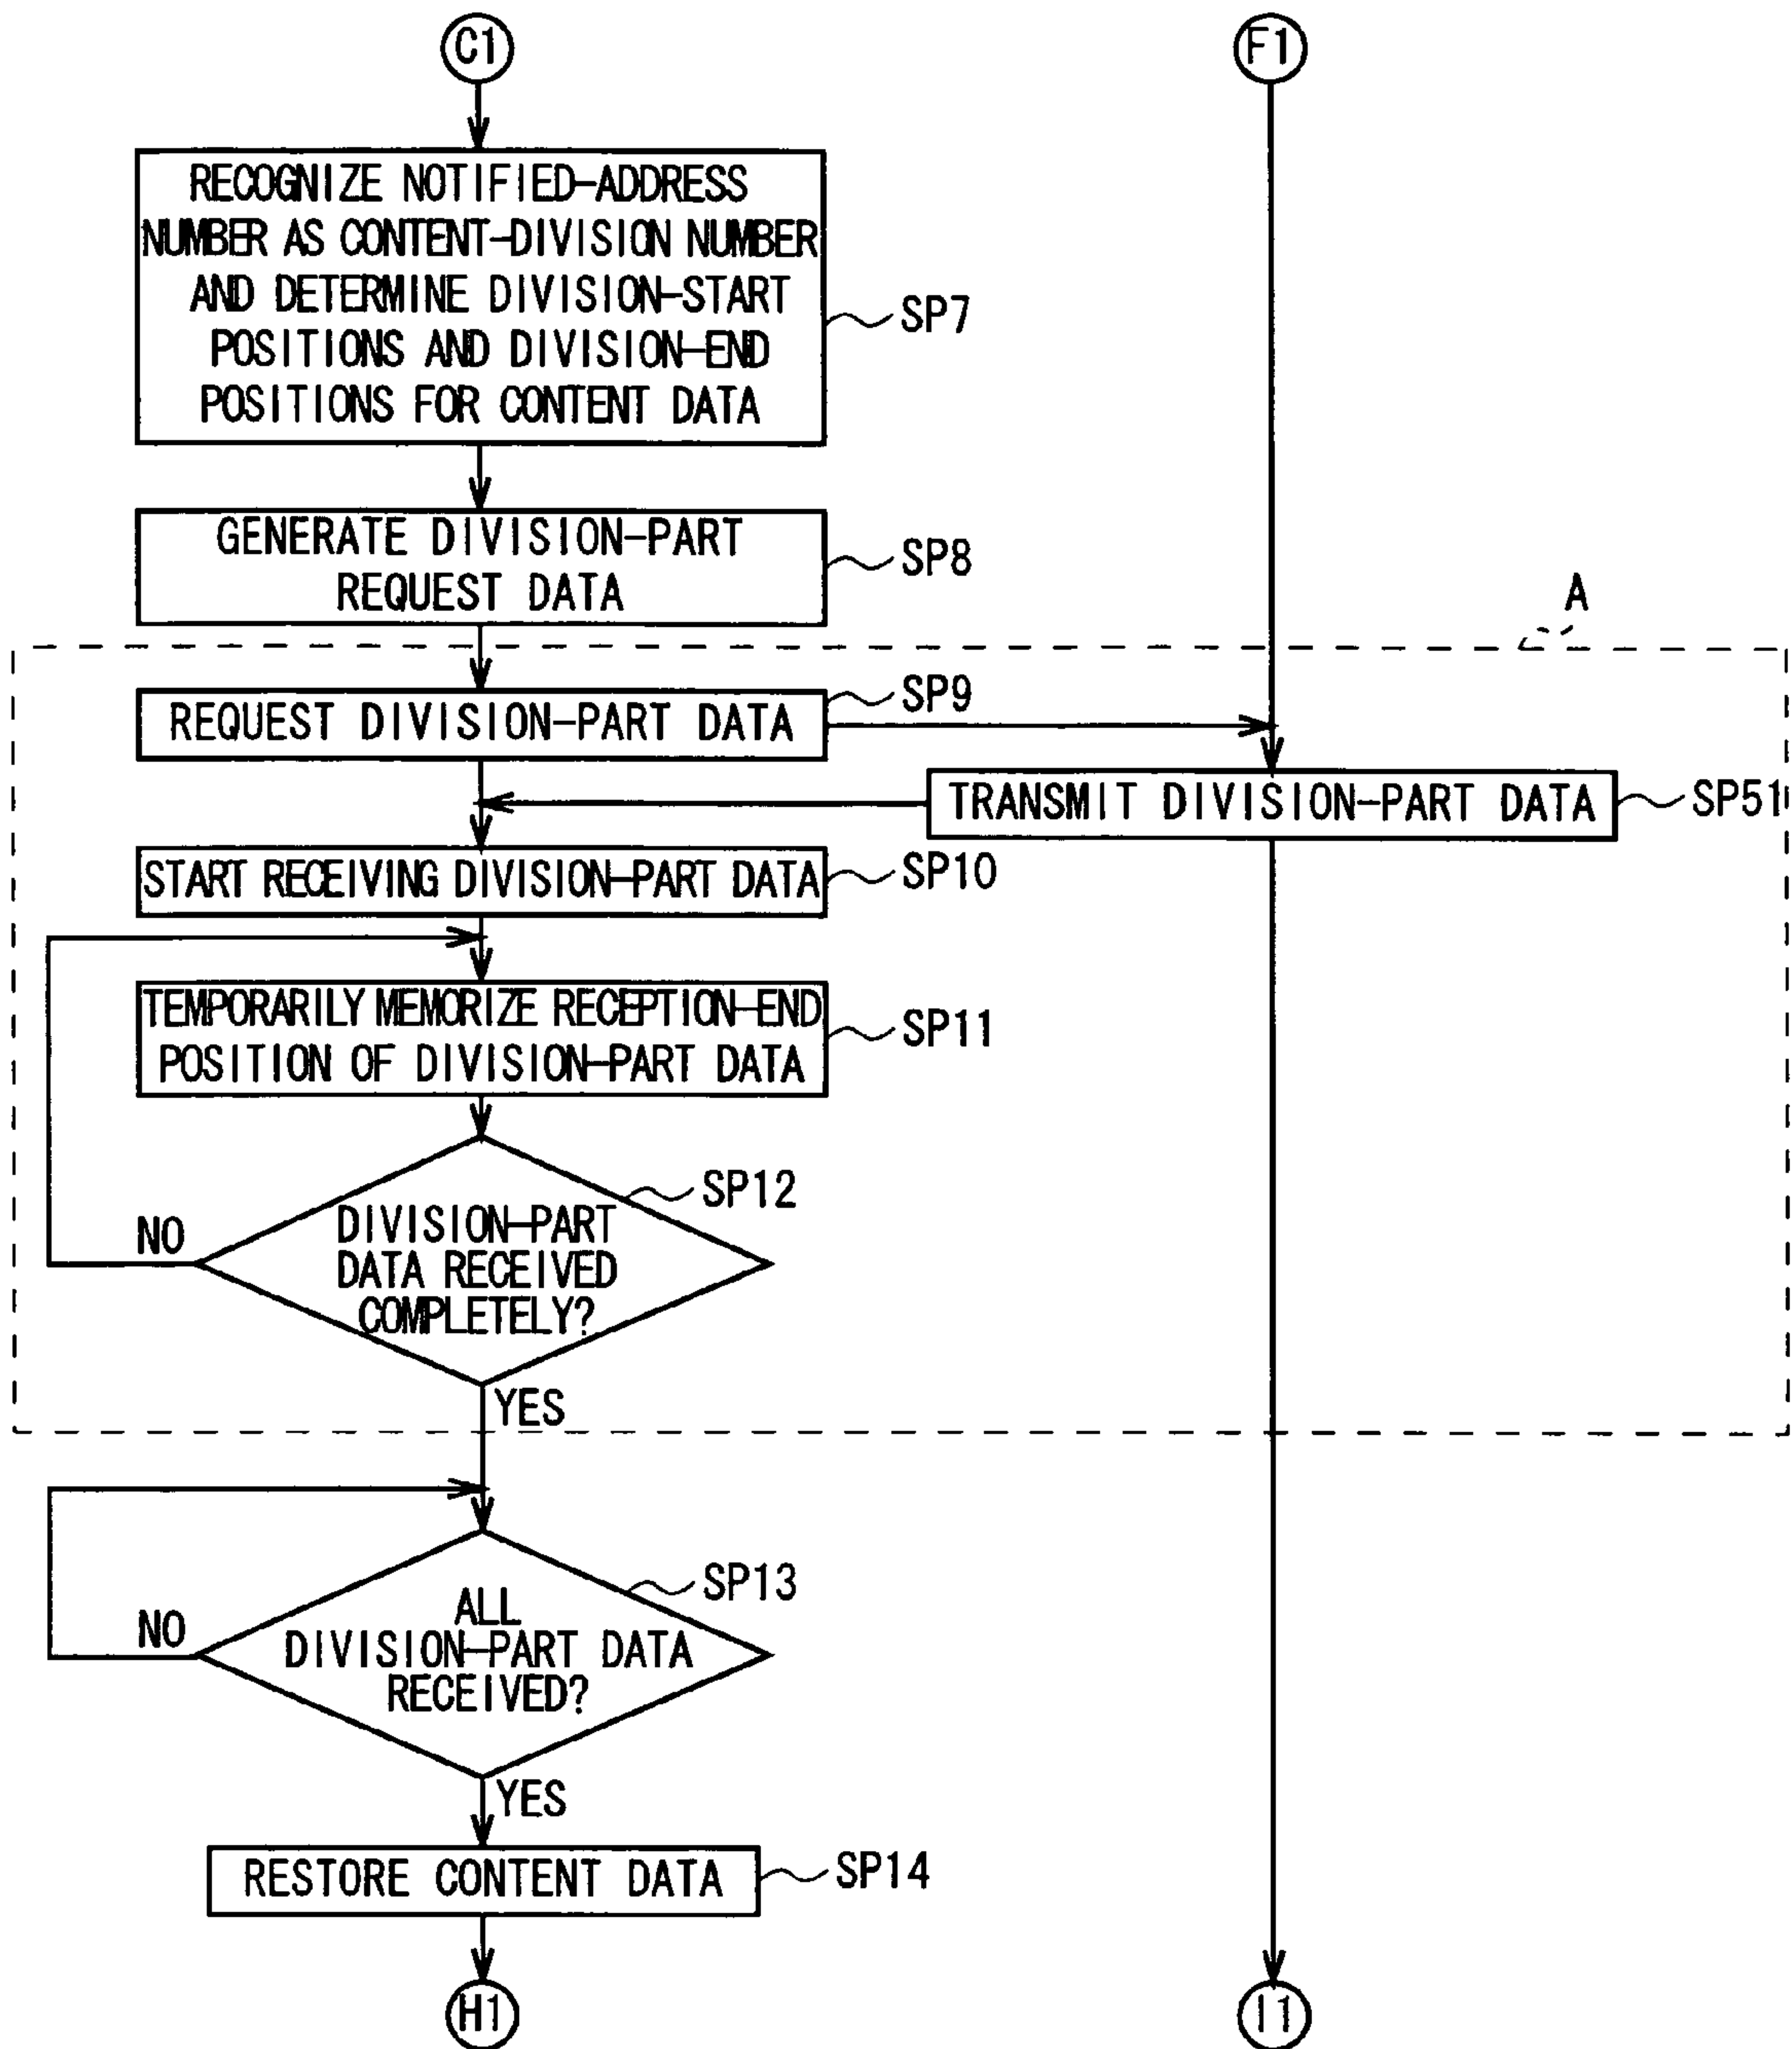 C1
F1
RECOGNIZE NOTIFIED-ADDRESS
NUMBER AS CONTENT-DIVISION NUMBER
AND DETERMINE DIVISION-START
POSITIONS AND DIVISION-END
POSITIONS FOR CONTENT DATA
SP7
GENERATE DIVISION-PART
REQUEST DATA
SP8
A
REQUEST DIVISION-PART DATA
SP9
TRANSMIT DIVISION-PART DATA
SP51
START RECEIVING DIVISION-PART DATA
SP10
TEMPORARILY MEMORIZE RECEPTION-END
POSITION OF DIVISION-PART DATA
SP11
SP12
DIVISION-PART
DATA RECEIVED
COMPLETELY?
NO
YES
SP13
ALL
DIVISION-PART DATA
RECEIVED?
NO
YES
RESTORE CONTENT DATA
SP14
H1
I1